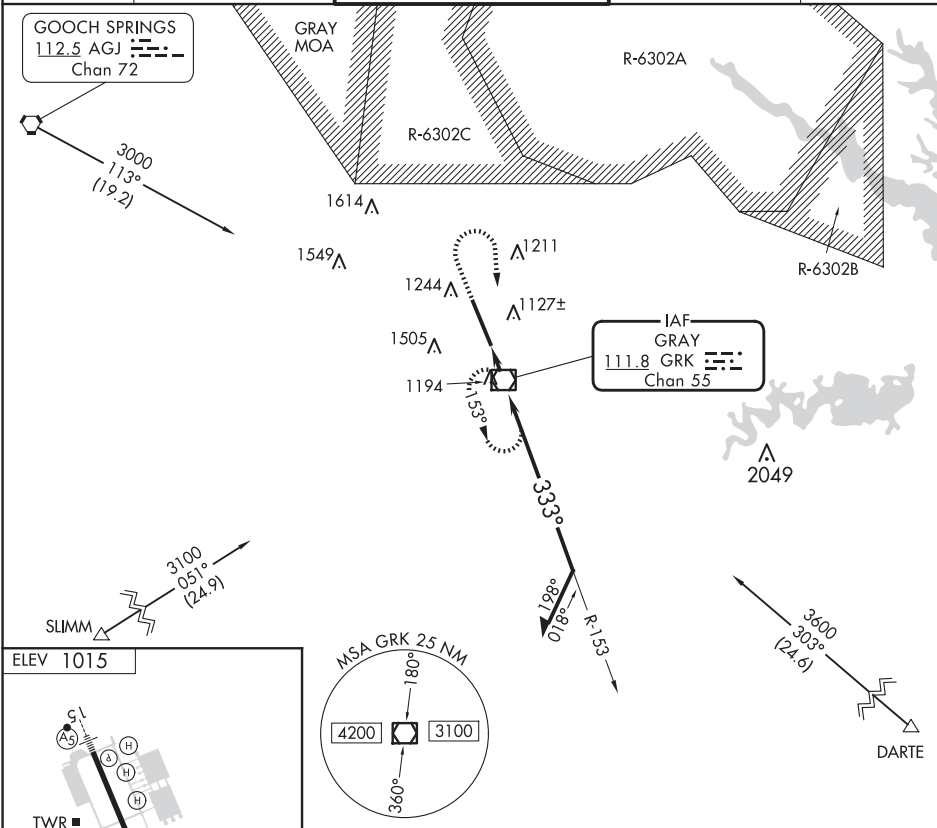 GOOCH SPRINGS
112.5 AGJ
Chan 72
GRAY
MOA
R-6302A
R-6302C
R-6302B
3000
113°
(19.2)
1614
1549
1211
1244
1127±
1505
1194
153°
IAF
GRAY
111.8 GRK
Chan 55
2049
333°
198°
018°
R-153
3100
051°
(24.9)
SLIMM
3600
303°
(24.6)
DARTE
ELEV 1015
MSA GRK 25 NM
180°
4200
3100
360°
15
A5
H
P
H
H
TWR